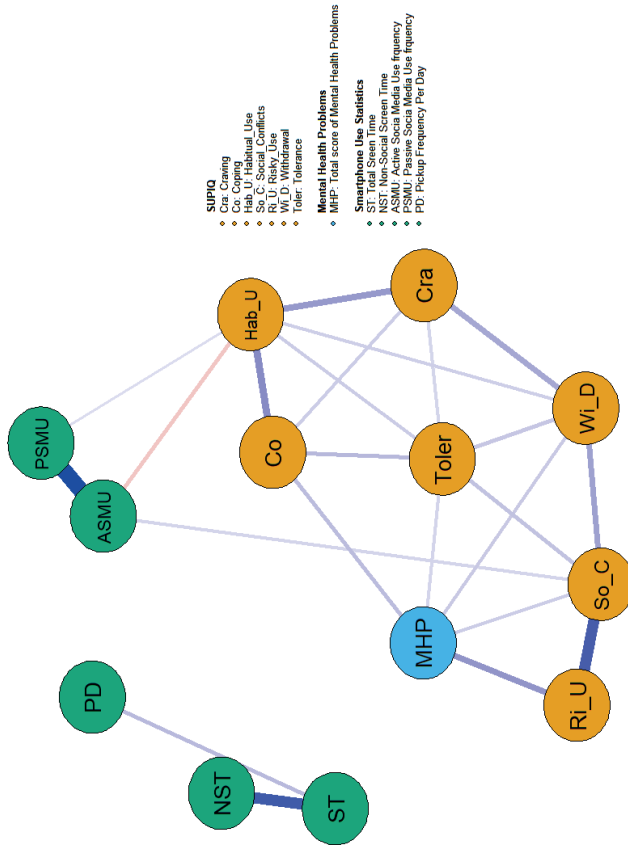 PSMU
ASMU
PD
NST
ST
Hab_U
Cra
Co
Toler
Wi_D
MHP
So_C
Ri_U
SUPIQ
Cra: Craving
Co: Coping
Hab_U: Habitual_Use
So_C: Social_Conflicts
Ri_U: Risky_Use
Wi_D: Withdrawal
Toler: Tolerance
Mental Health Problems
MHP: Total score of Mental Health Problems
Smartphone Use Statistics
ST: Total Sreen Time
NST: Non-Social Screen Time
ASMU: Active Socia Media Use frquency
PSMU: Passive Socia Media Use frquency
PD: Pickup Frequency Per Day